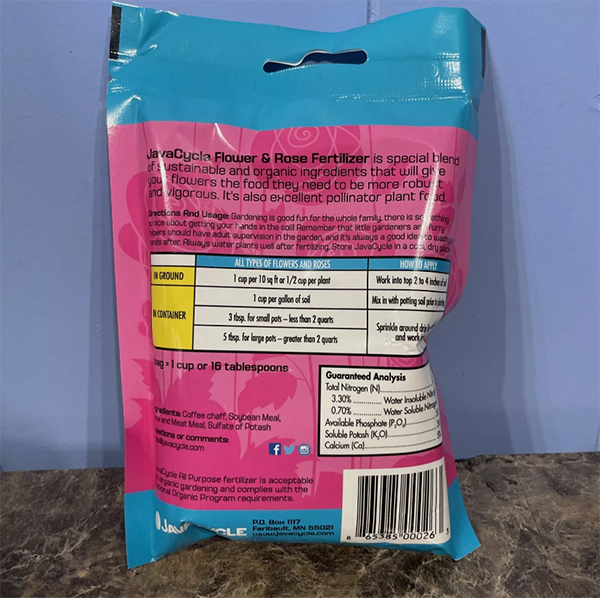 JavaCycle Flower & Rose Fertilizer is special blend
of sustainable and organic ingredients that will give
your flowers the food they need to be more robust
and vigorous. It's also excellent pollinator plant food.
Directions And Usage: Gardening is good fun for the whole family, there is something
nice about getting your hands in the soil! Remember that little gardeners and furry
helpers should have adult supervision in the garden, and it's always a good idea to wash
hands after. Always water plants well after fertilizing. Store JavaCycle in a cool, dry place
ALL TYPES OF FLOWERS AND ROSES HOW TO APPLY
IN GROUND 1 cup per 10 sq ft or 1/2 cup per plant Work into top 2 to 4 inches of soil
IN CONTAINER 1 cup per gallon of soil Mix in with potting soil prior to planting
3 tbsp. for small pots – less than 2 quarts Sprinkle around
5 tbsp. for large pots – greater than 2 quarts and work
bag = 1 cup or 16 tablespoons
Guaranteed Analysis
Total Nitrogen (N)
3.30% Water Insoluble
0.70% Water Soluble Nitrogen
Available Phosphate (P₂O₅)
Soluble Potash (K₂O)
Calcium (Ca)
Coffee chaff, Soybean Meal,
and Meat Meal, Sulfate of Potash
or comments:
javacycle.com
All Purpose fertilizer is acceptable
organic gardening and complies with the
Organic Program requirements.
P.O. Box 1117
Faribault, MN 55021
www.javacycle.com
8 65385 00026 3